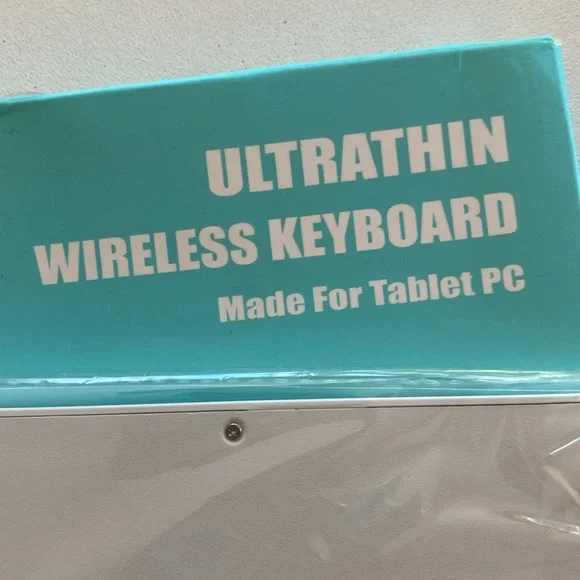 ULTRATHIN
WIRELESS KEYBOARD
Made For Tablet PC